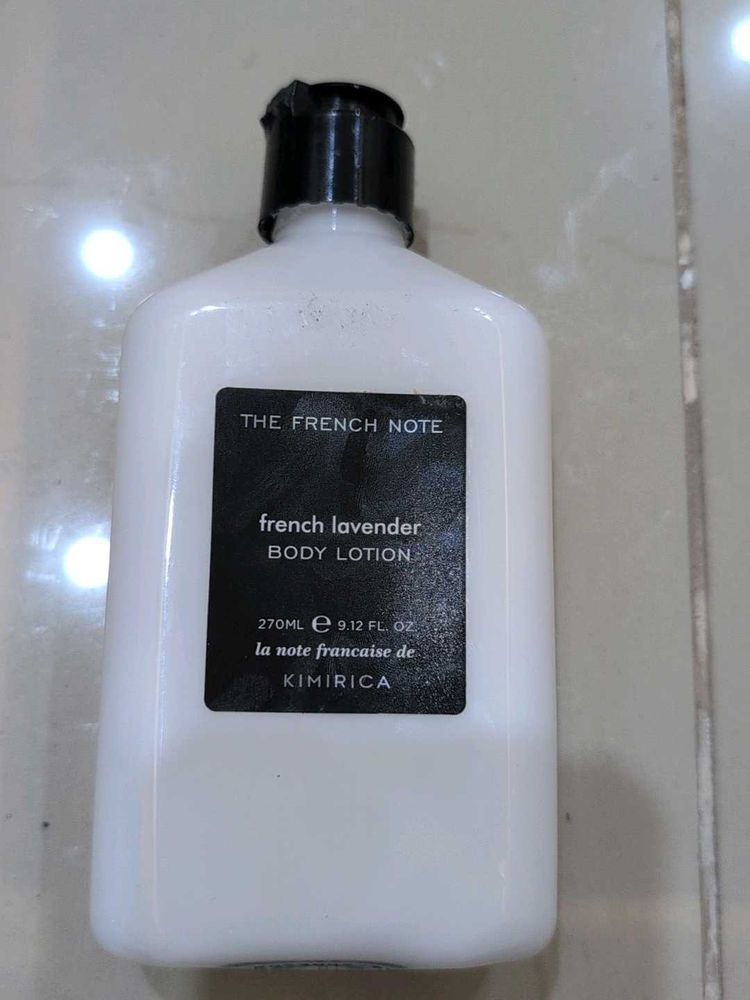 THE FRENCH NOTE
french lavender
BODY LOTION
270ML ℮ 9.12 FL. OZ
la note francaise de
KIMIRICA